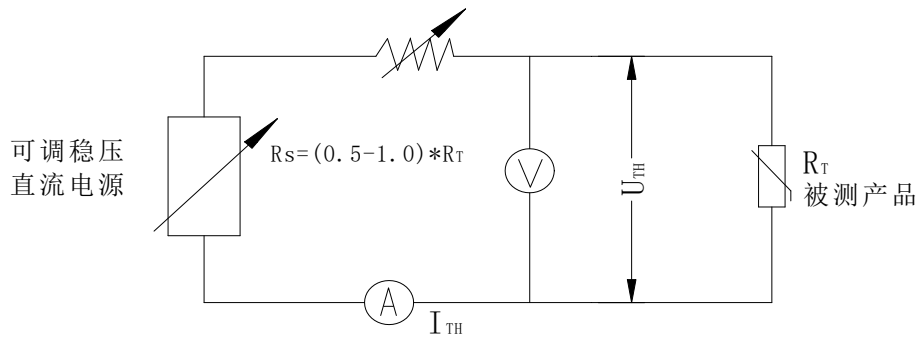 可调稳压
直流电源
Rs=(0.5-1.0)*RT
V
UTH
RT
被测产品
A
ITH